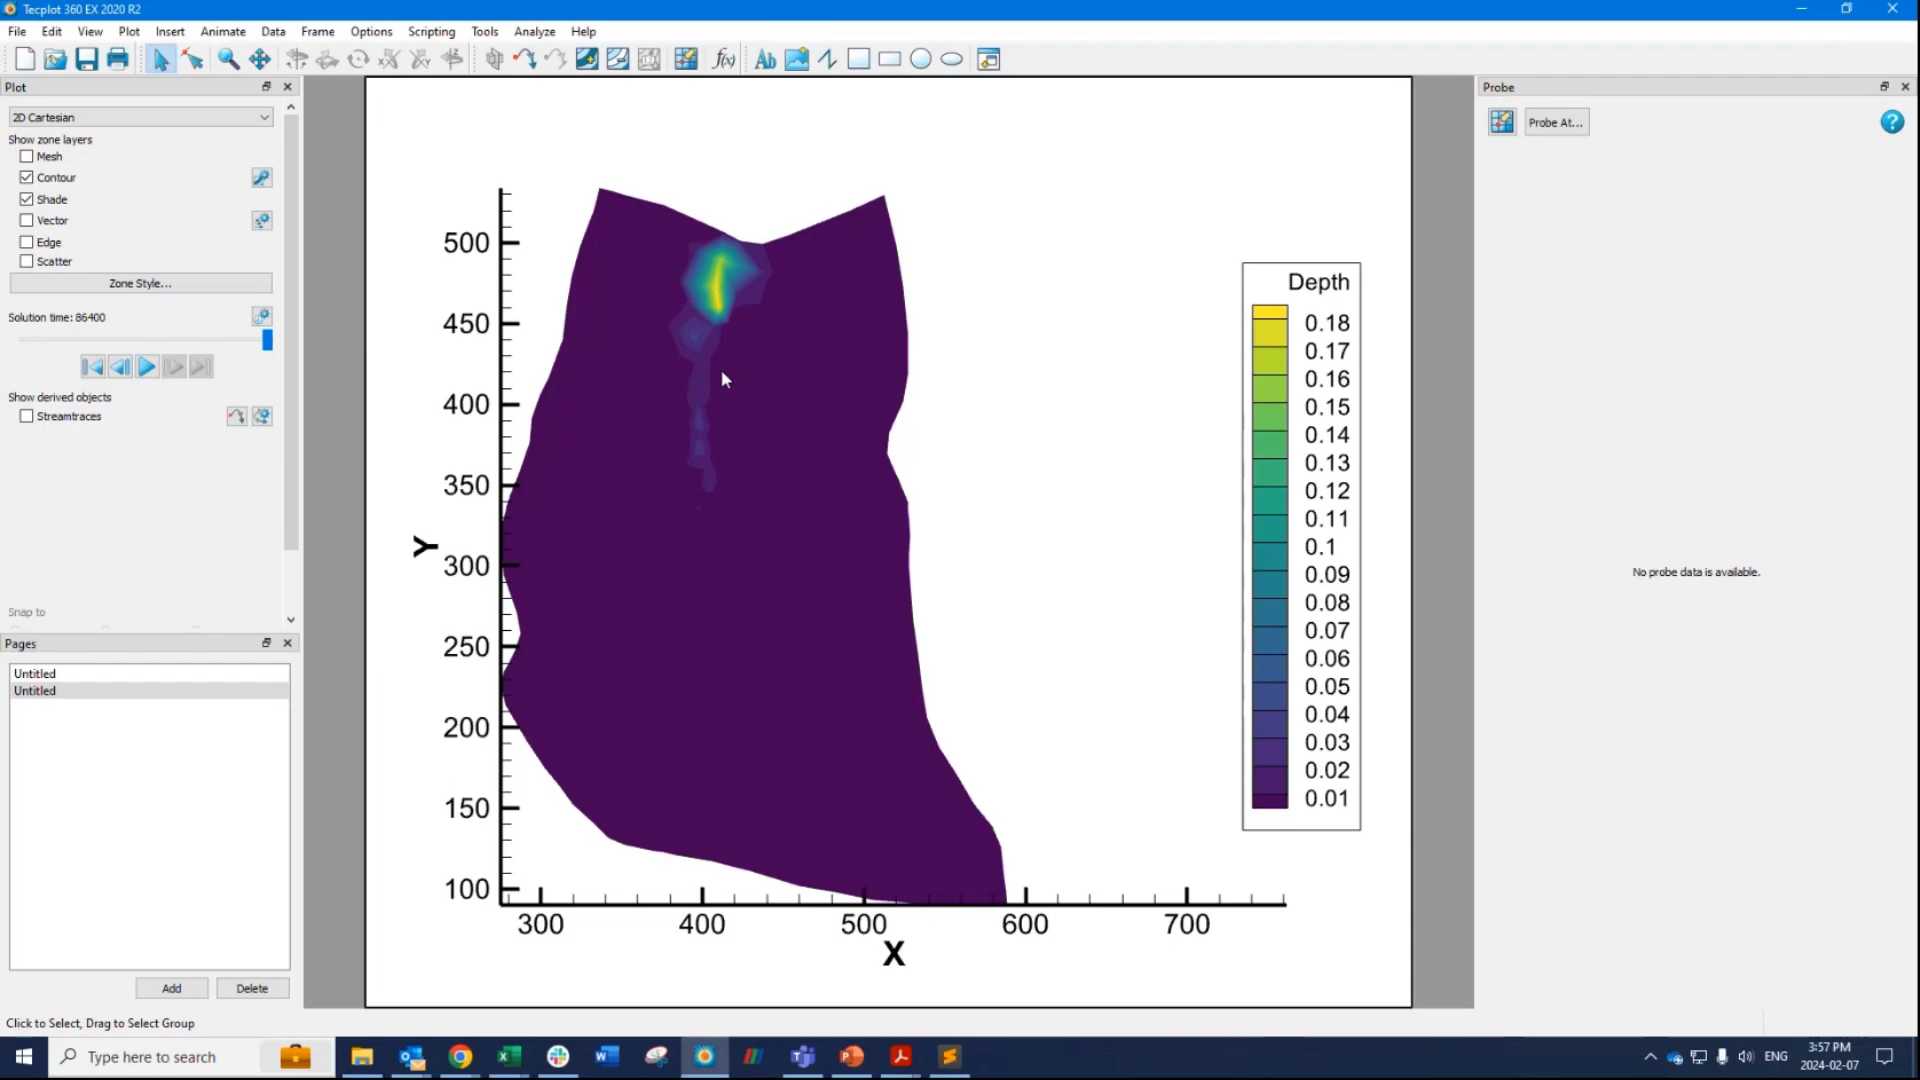 Tecplot 360 EX 2020 R2
File Edit View Plot Insert Animate Data Frame Options Scripting Tools Analyze Help
Ab
f(x)
Plot
2D Cartesian
Show zone layers
Mesh
Contour
Shade
Vector
Edge
Scatter
Zone Style...
Solution time: 86400
Show derived objects
Streamtraces
Snap to
Pages
Untitled
Untitled
Add Delete
Click to Select, Drag to Select Group
500
450
400
350
300
250
200
150
100
Y
300 400 500 600 700
X
Depth
0.18
0.17
0.16
0.15
0.14
0.13
0.12
0.11
0.1
0.09
0.08
0.07
0.06
0.05
0.04
0.03
0.02
0.01
Probe
Probe At...
?
No probe data is available.
Type here to search
ENG
3:57 PM
2024-02-07